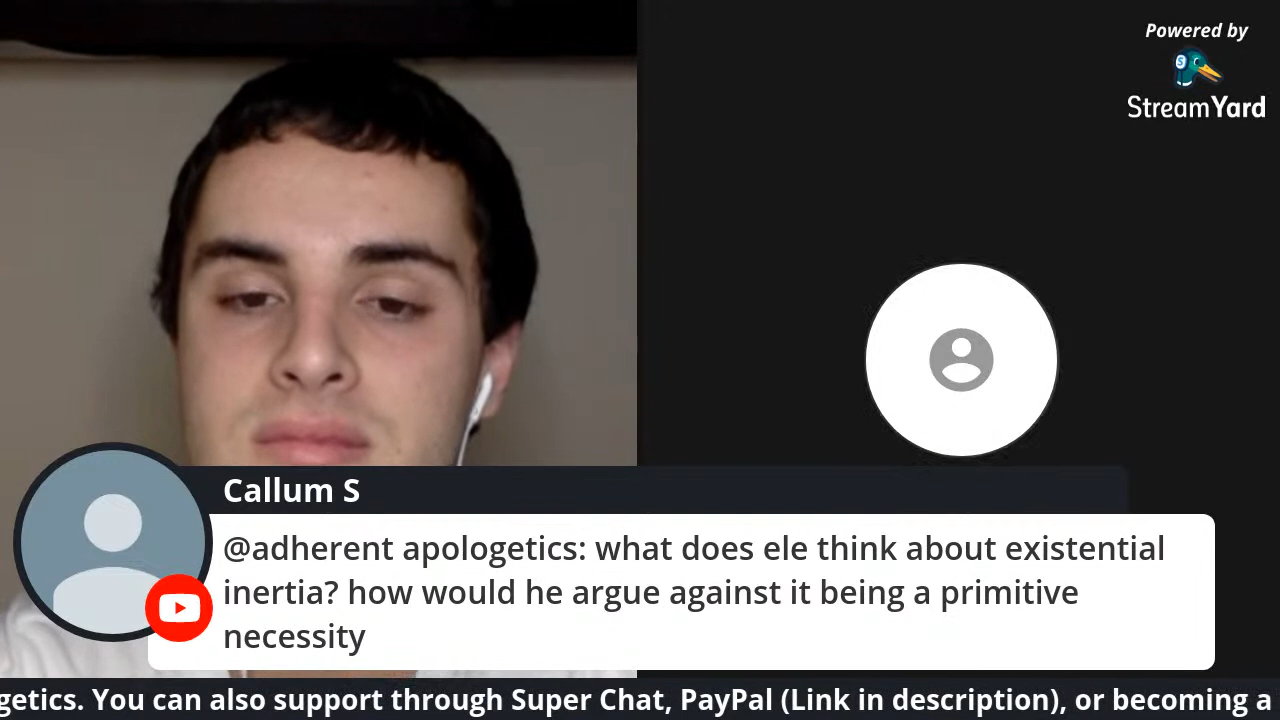 Powered by
StreamYard
Callum S
@adherent apologetics: what does ele think about existential
inertia? how would he argue against it being a primitive
necessity
getics. You can also support through Super Chat, PayPal (Link in description), or becoming a